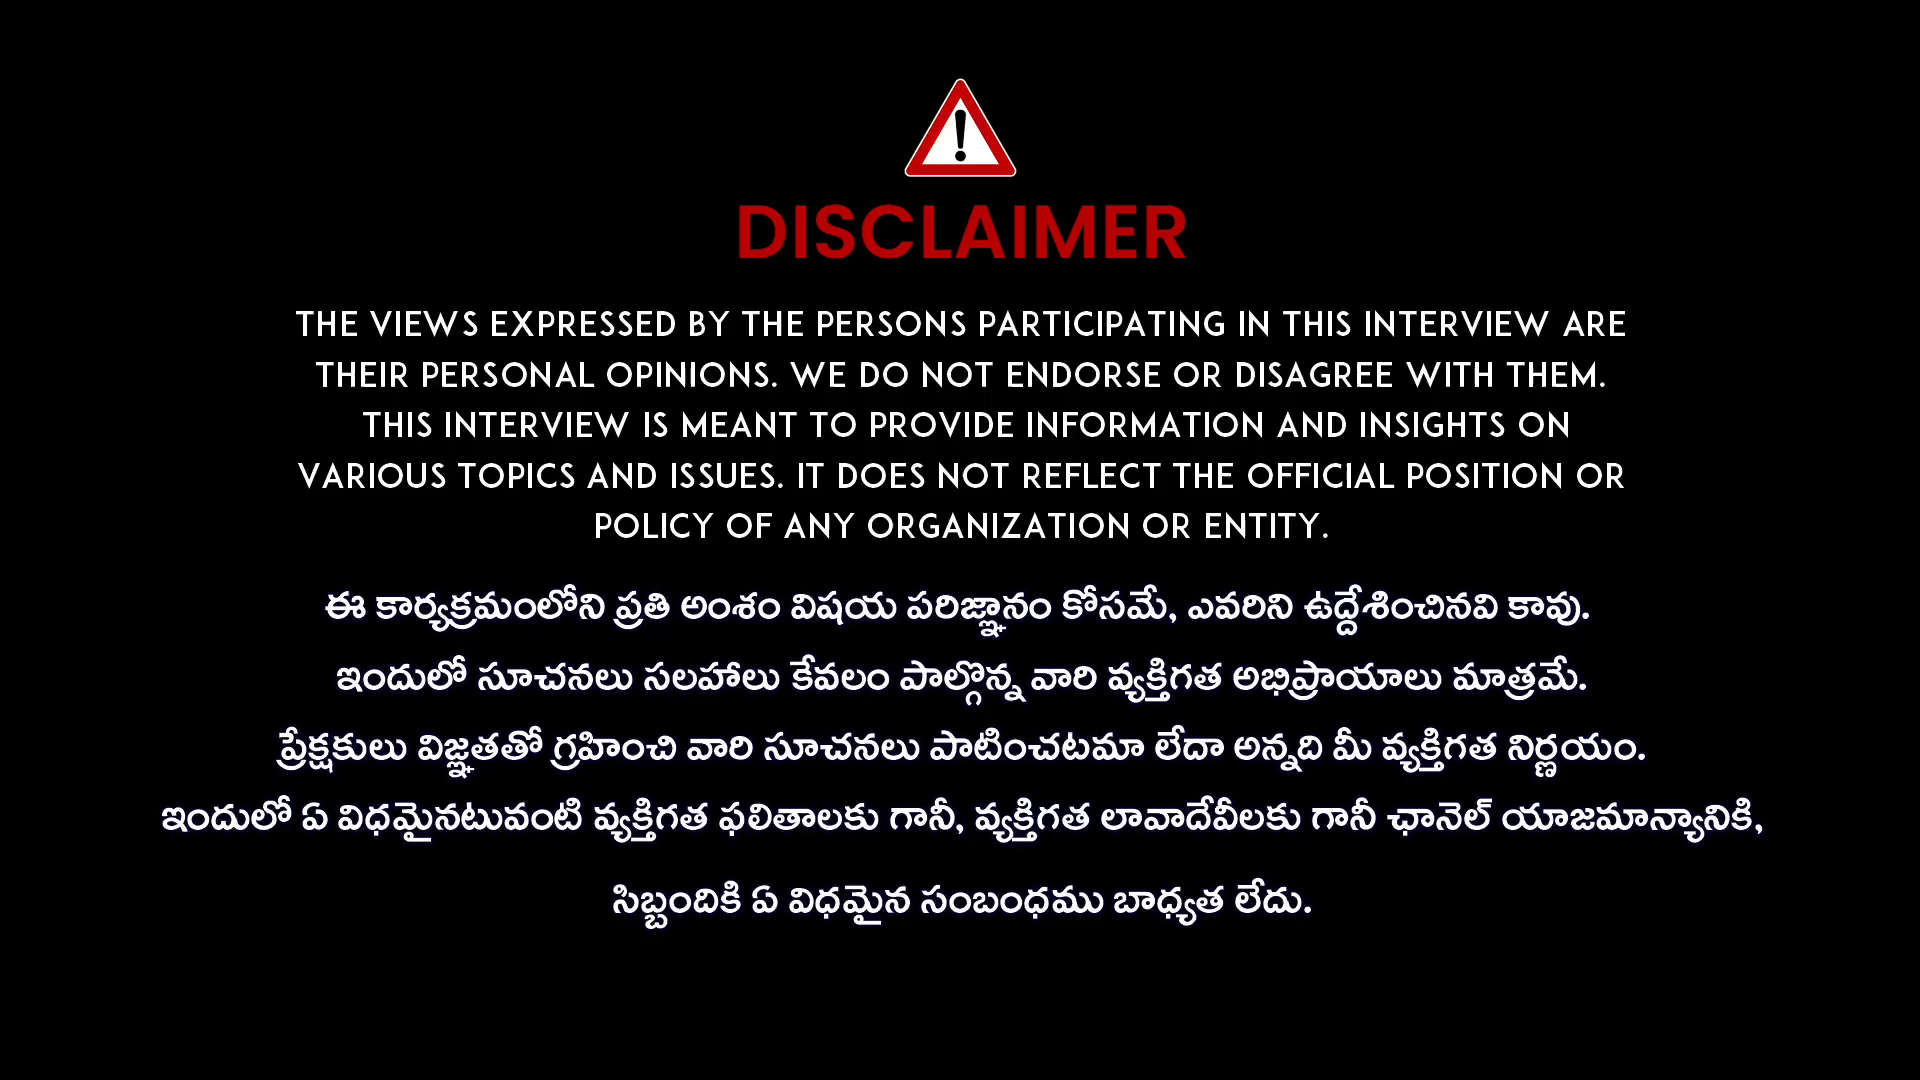 DISCLAIMER
THE VIEWS EXPRESSED BY THE PERSONS PARTICIPATING IN THIS INTERVIEW ARE
THEIR PERSONAL OPINIONS. WE DO NOT ENDORSE OR DISAGREE WITH THEM.
THIS INTERVIEW IS MEANT TO PROVIDE INFORMATION AND INSIGHTS ON
VARIOUS TOPICS AND ISSUES. IT DOES NOT REFLECT THE OFFICIAL POSITION OR
POLICY OF ANY ORGANIZATION OR ENTITY.
ఈ కార్యక్రమంలోని ప్రతి అంశం విషయ పరిజ్ఞానం కోసమే, ఎవరిని ఉద్దేశించినవి కావు.
ఇందులో సూచనలు సలహాలు కేవలం పాల్గొన్న వారి వ్యక్తిగత అభిప్రాయాలు మాత్రమే.
ప్రేక్షకులు విజ్ఞతతో గ్రహించి వారి సూచనలు పాటించటమా లేదా అన్నది మీ వ్యక్తిగత నిర్ణయం.
ఇందులో ఏ విధమైనటువంటి వ్యక్తిగత ఫలితాలకు గానీ, వ్యక్తిగత లావాదేవీలకు గానీ ఛానెల్ యాజమాన్యానికి,
సిబ్బందికి ఏ విధమైన సంబంధము బాధ్యత లేదు.